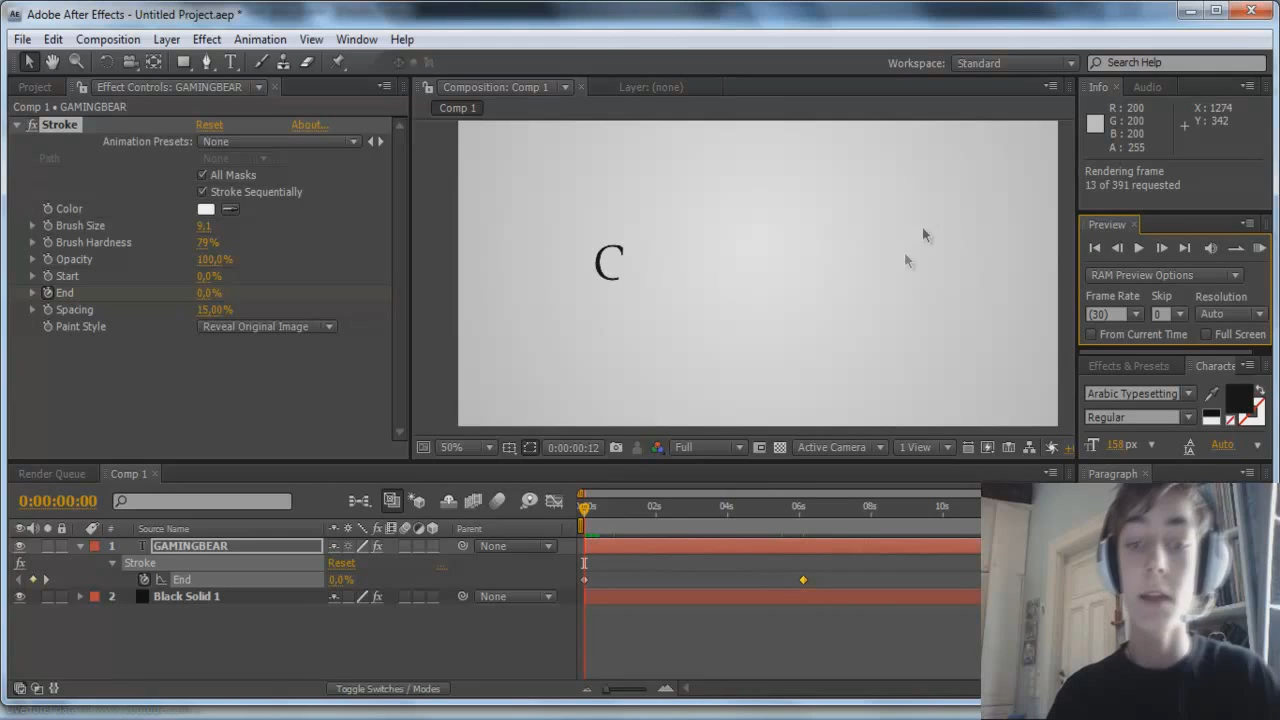 Adobe After Effects - Untitled Project.aep *
File Edit Composition Layer Effect Animation View Window Help
Workspace: Standard
Search Help
Project
Effect Controls: GAMINGBEAR
Composition: Comp 1
Layer: (none)
Info
Audio
Comp 1 • GAMINGBEAR
Comp 1
fx Stroke Reset About...
Animation Presets: None
Path None
All Masks
Stroke Sequentially
Color
Brush Size 9,1
Brush Hardness 79%
Opacity 100,0%
Start 0,0%
End 0,0%
Spacing 15,00%
Paint Style Reveal Original Image
C
R : 200
G : 200
B : 200
A : 255
X : 1274
Y : 342
Rendering frame
13 of 391 requested
Preview
RAM Preview Options
Frame Rate Skip Resolution
(30) 0 Auto
From Current Time Full Screen
Effects & Presets Characte
Arabic Typesetting
Regular
158 px Auto
Paragraph
50% 0:00:00:12 Full Active Camera 1 View
Render Queue Comp 1
0:00:00:00
02s 04s 06s 08s 10s
# Source Name Parent
1 T GAMINGBEAR None
Stroke Reset ...
End 0,0%
2 Black Solid 1 None
Toggle Switches / Modes